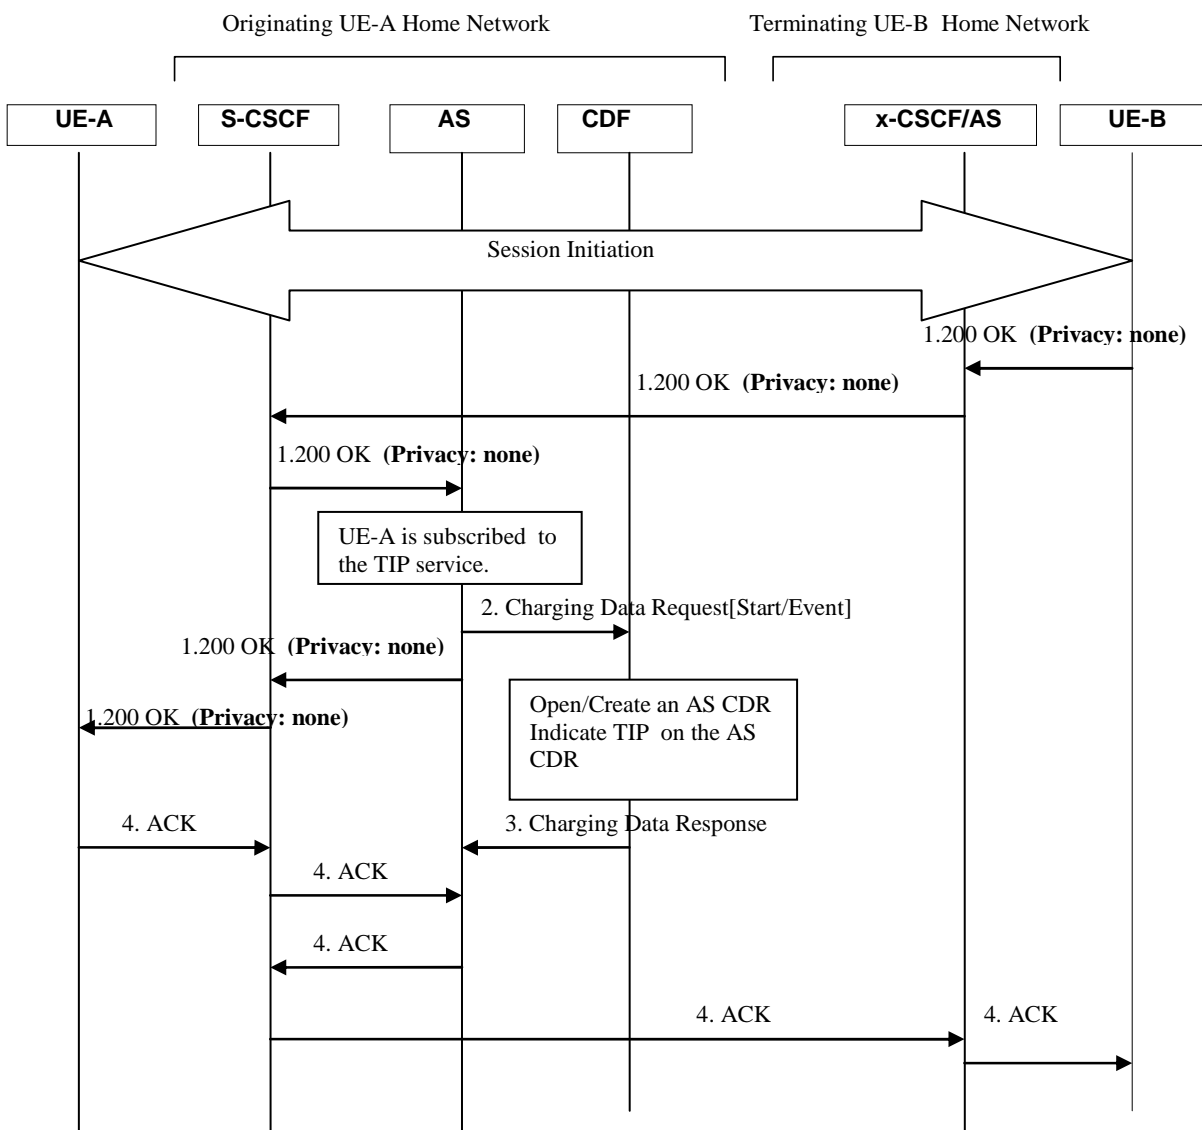 Originating UE-A Home Network
Terminating UE-B Home Network
UE-A
S-CSCF
AS
CDF
x-CSCF/AS
UE-B
Session Initiation
1.200 OK (Privacy: none)
1.200 OK (Privacy: none)
1.200 OK (Privacy: none)
UE-A is subscribed to
the TIP service.
2. Charging Data Request[Start/Event]
1.200 OK (Privacy: none)
Open/Create an AS CDR
Indicate TIP on the AS
CDR
1.200 OK (Privacy: none)
4. ACK
3. Charging Data Response
4. ACK
4. ACK
4. ACK
4. ACK